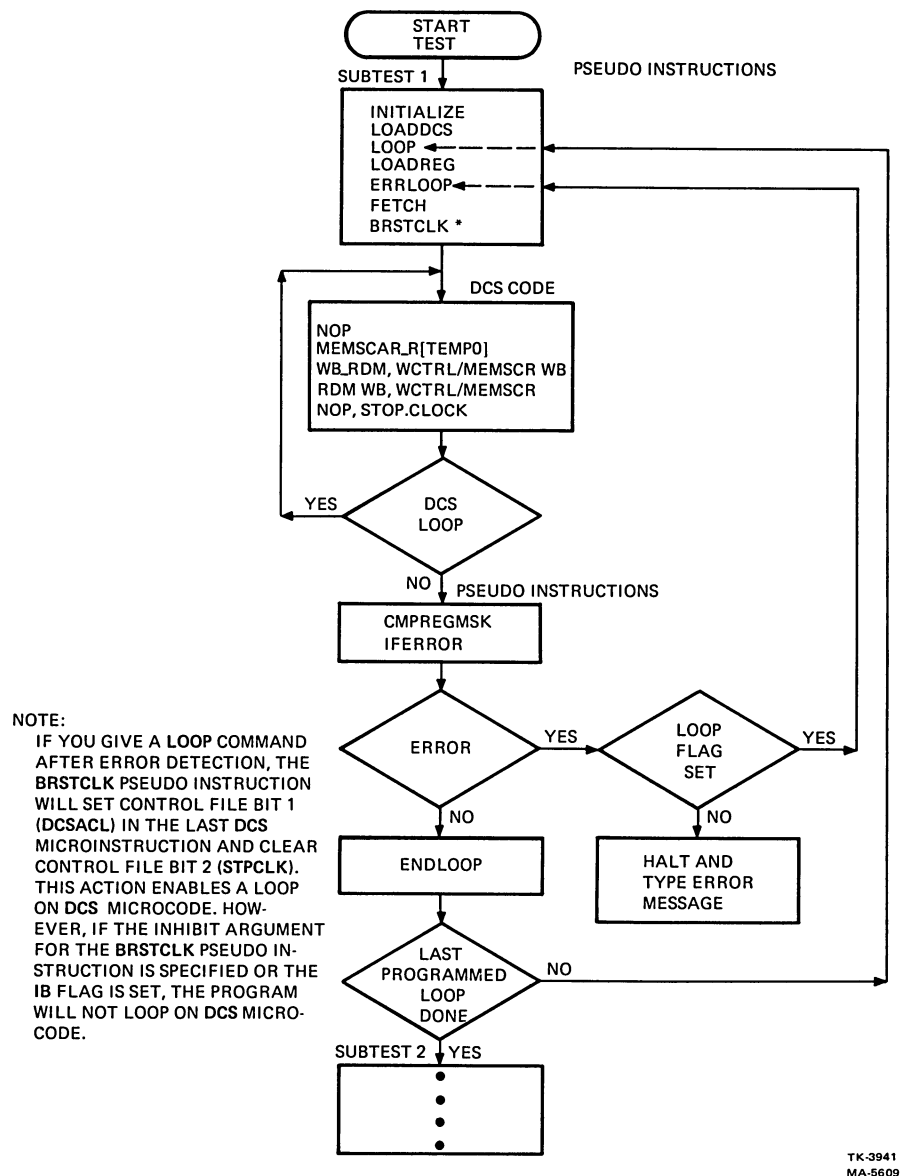 START
TEST
SUBTEST 1
PSEUDO INSTRUCTIONS
INITIALIZE
LOADDCS
LOOP
LOADREG
ERRLOOP
FETCH
BRSTCLK *
DCS CODE
NOP
MEMSCAR_R[TEMP0]
WB_RDM, WCTRL/MEMSCR WB
RDM WB, WCTRL/MEMSCR
NOP, STOP.CLOCK
YES
DCS
LOOP
NO
PSEUDO INSTRUCTIONS
CMPREGMSK
IFERROR
ERROR
YES
LOOP
FLAG
SET
YES
NO
NO
ENDLOOP
HALT AND
TYPE ERROR
MESSAGE
LAST
PROGRAMMED
LOOP
DONE
NO
SUBTEST 2
YES
NOTE:
IF YOU GIVE A LOOP COMMAND
AFTER ERROR DETECTION, THE
BRSTCLK PSEUDO INSTRUCTION
WILL SET CONTROL FILE BIT 1
(DCSACL) IN THE LAST DCS
MICROINSTRUCTION AND CLEAR
CONTROL FILE BIT 2 (STPCLK).
THIS ACTION ENABLES A LOOP
ON DCS MICROCODE. HOW-
EVER, IF THE INHIBIT ARGUMENT
FOR THE BRSTCLK PSEUDO IN-
STRUCTION IS SPECIFIED OR THE
IB FLAG IS SET, THE PROGRAM
WILL NOT LOOP ON DCS MICRO-
CODE.
TK-3941
MA-5609